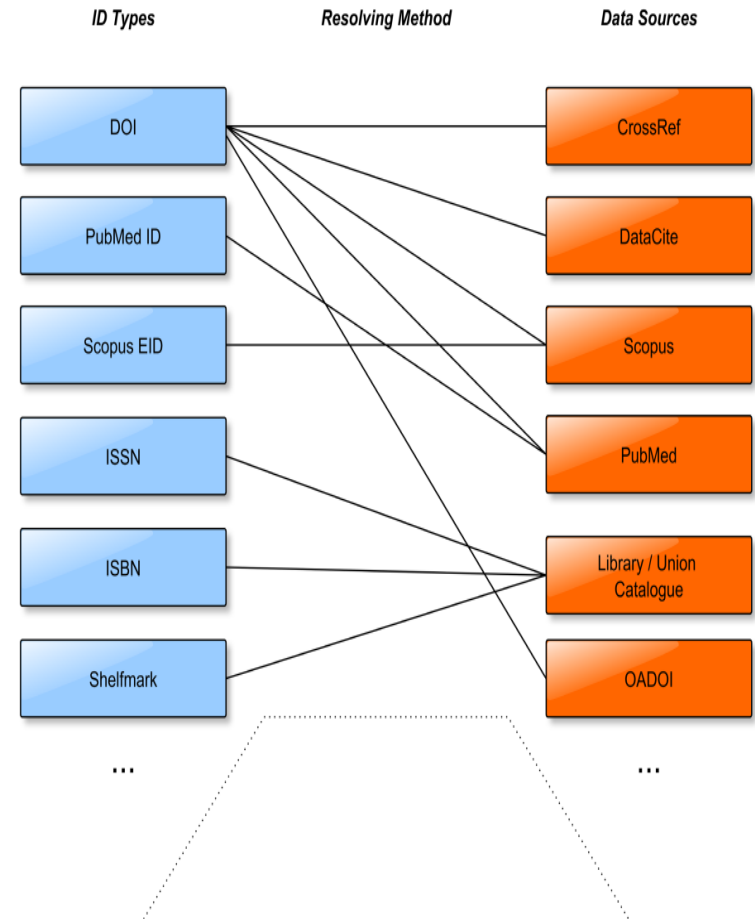 ID Types
Resolving Method
Data Sources
DOI
CrossRef
PubMed ID
DataCite
Scopus EID
Scopus
ISSN
PubMed
ISBN
Library / Union
Catalogue
Shelfmark
OADOI
...
...